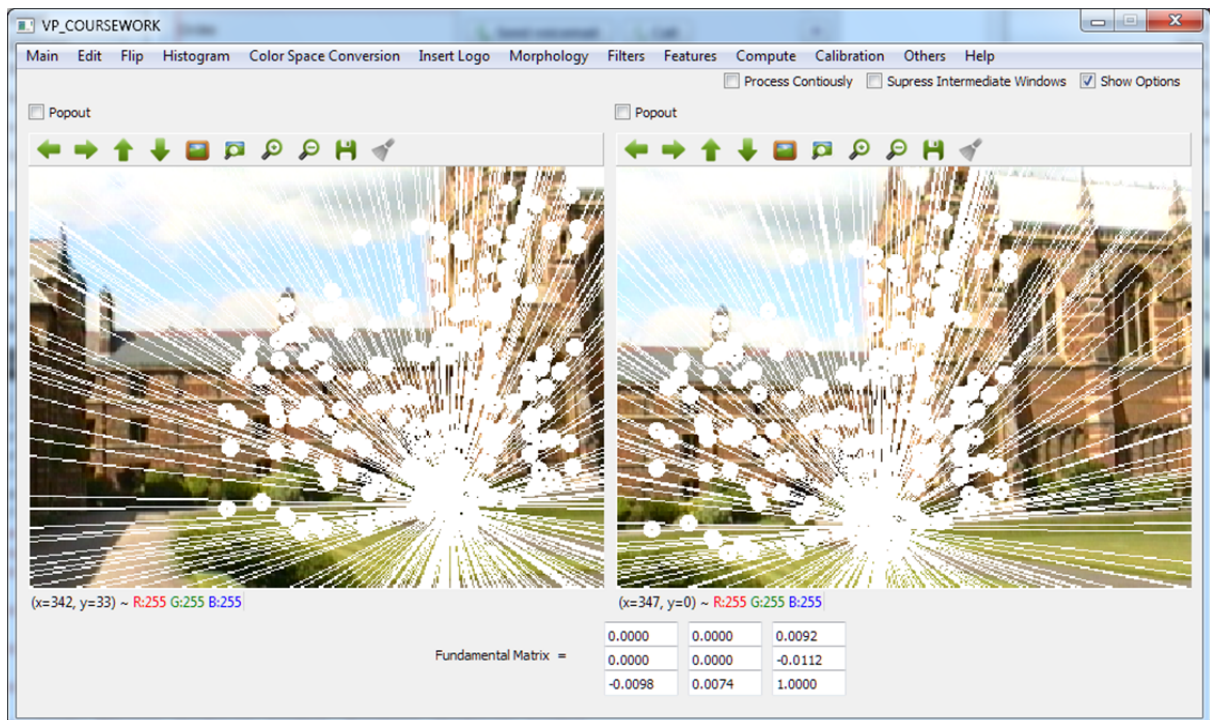 VP_COURSEWORK
Main Edit Flip Histogram Color Space Conversion Insert Logo Morphology Filters Features Compute Calibration Others Help
Process Contiously Supress Intermediate Windows Show Options
Popout Popout
(x=342, y=33) ~ R:255 G:255 B:255 (x=347, y=0) ~ R:255 G:255 B:255
0.0000 0.0000 0.0092
Fundamental Matrix = 0.0000 0.0000 -0.0112
-0.0098 0.0074 1.0000